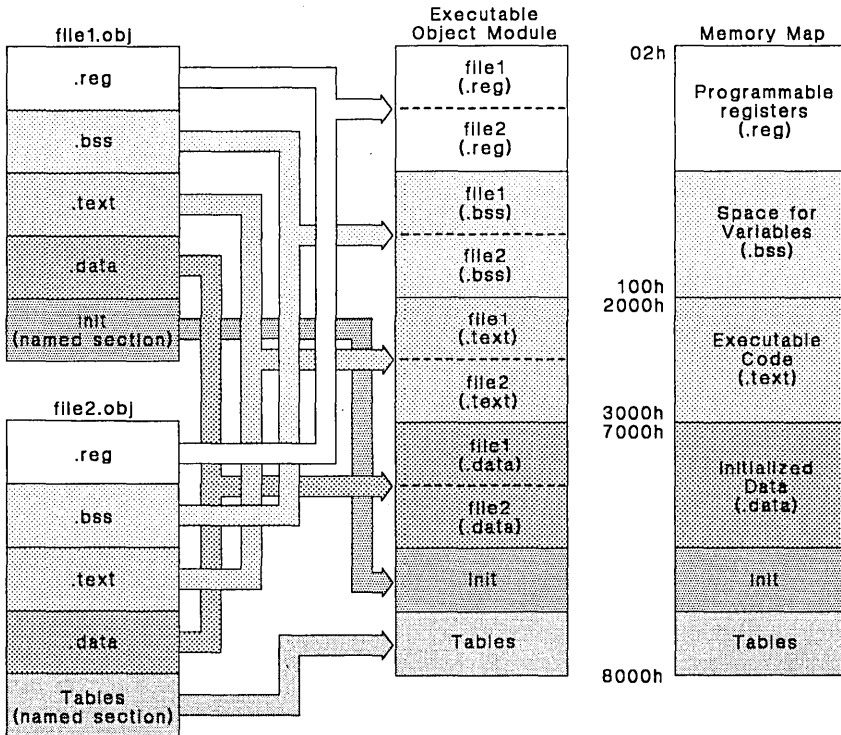 file1.obj
.reg
.bss
.text
.data
Init
(named section)
file2.obj
.reg
.bss
.text
.data
Tables
(named section)
Executable
Object Module
file1
(.reg)
file2
(.reg)
file1
(.bss)
file2
(.bss)
file1
(.text)
file2
(.text)
file1
(.data)
file2
(.data)
Init
Tables
Memory Map
02h
Programmable
registers
(.reg)
Space for
Variables
(.bss)
100h
2000h
Executable
Code
(.text)
3000h
7000h
Initialized
Data
(.data)
Init
Tables
8000h